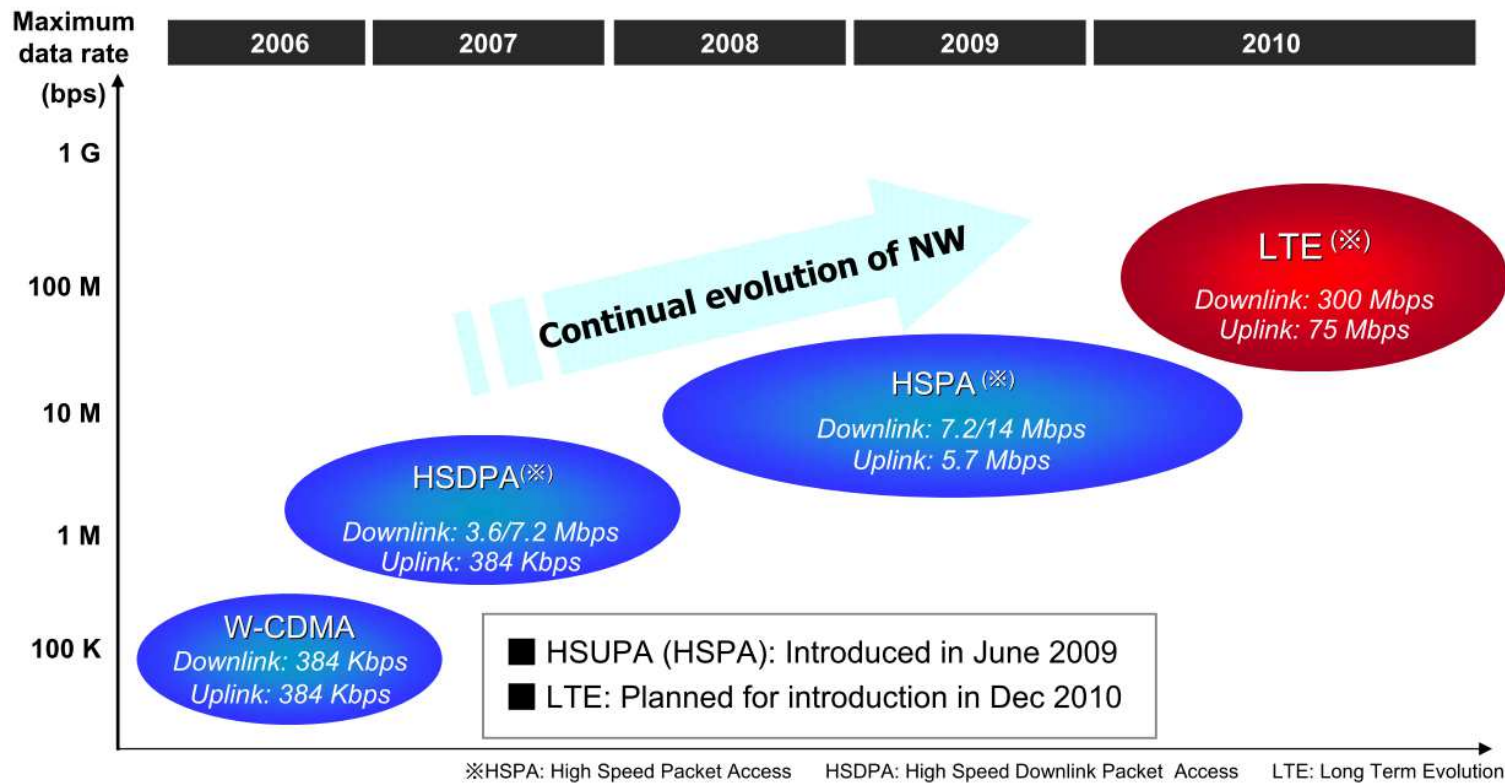 Maximum
data rate
(bps)
2006 2007 2008 2009 2010
1 G
100 M
10 M
1 M
100 K
Continual evolution of NW
LTE (※)
Downlink: 300 Mbps
Uplink: 75 Mbps
HSPA (※)
Downlink: 7.2/14 Mbps
Uplink: 5.7 Mbps
HSDPA(※)
Downlink: 3.6/7.2 Mbps
Uplink: 384 Kbps
W-CDMA
Downlink: 384 Kbps
Uplink: 384 Kbps
■ HSUPA (HSPA): Introduced in June 2009
■ LTE: Planned for introduction in Dec 2010
※HSPA: High Speed Packet Access HSDPA: High Speed Downlink Packet Access LTE: Long Term Evolution